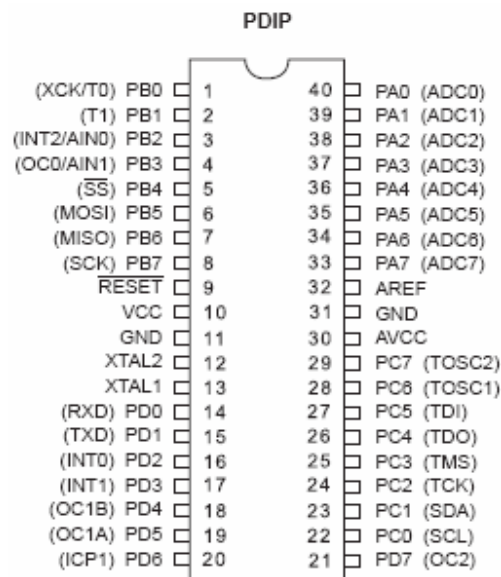 PDIP
(XCK/T0) PB0 1 40 PA0 (ADC0)
(T1) PB1 2 39 PA1 (ADC1)
(INT2/AIN0) PB2 3 38 PA2 (ADC2)
(OC0/AIN1) PB3 4 37 PA3 (ADC3)
(SS) PB4 5 36 PA4 (ADC4)
(MOSI) PB5 6 35 PA5 (ADC5)
(MISO) PB6 7 34 PA6 (ADC6)
(SCK) PB7 8 33 PA7 (ADC7)
RESET 9 32 AREF
VCC 10 31 GND
GND 11 30 AVCC
XTAL2 12 29 PC7 (TOSC2)
XTAL1 13 28 PC6 (TOSC1)
(RXD) PD0 14 27 PC5 (TDI)
(TXD) PD1 15 26 PC4 (TDO)
(INT0) PD2 16 25 PC3 (TMS)
(INT1) PD3 17 24 PC2 (TCK)
(OC1B) PD4 18 23 PC1 (SDA)
(OC1A) PD5 19 22 PC0 (SCL)
(ICP1) PD6 20 21 PD7 (OC2)